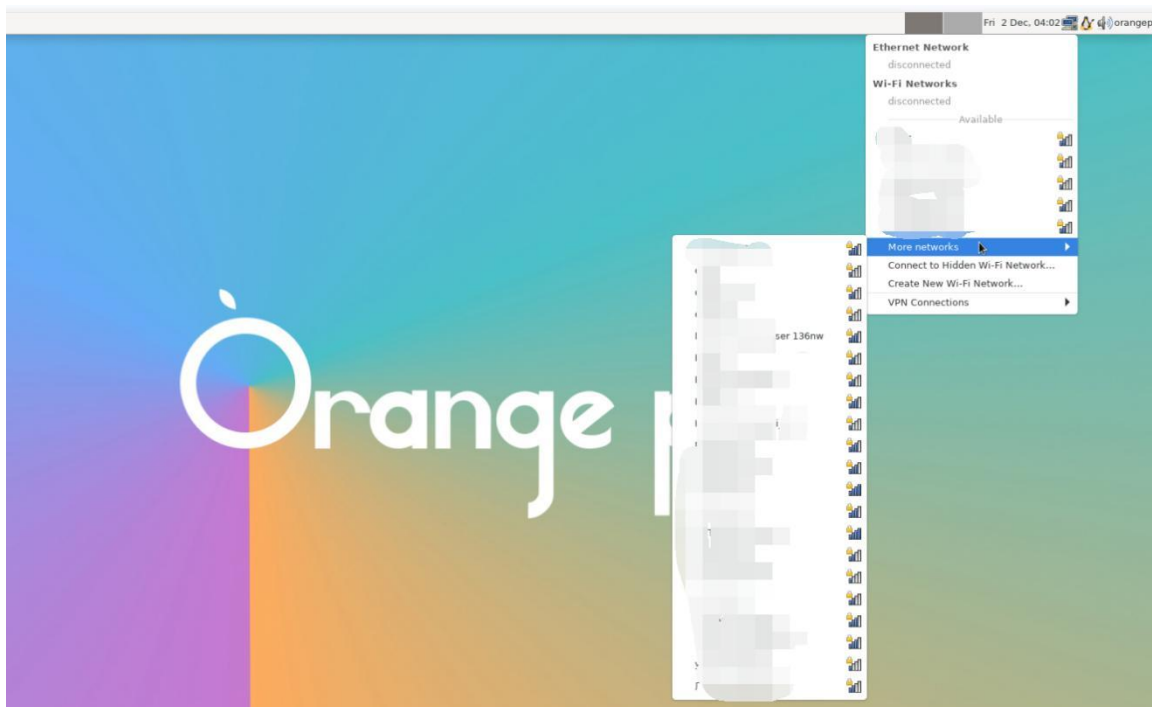 Fri 2 Dec, 04:02 orangep
Ethernet Network
disconnected
Wi-Fi Networks
disconnected
Available
More networks
Connect to Hidden Wi-Fi Network...
Create New Wi-Fi Network...
VPN Connections
ser 136nw
Orange p